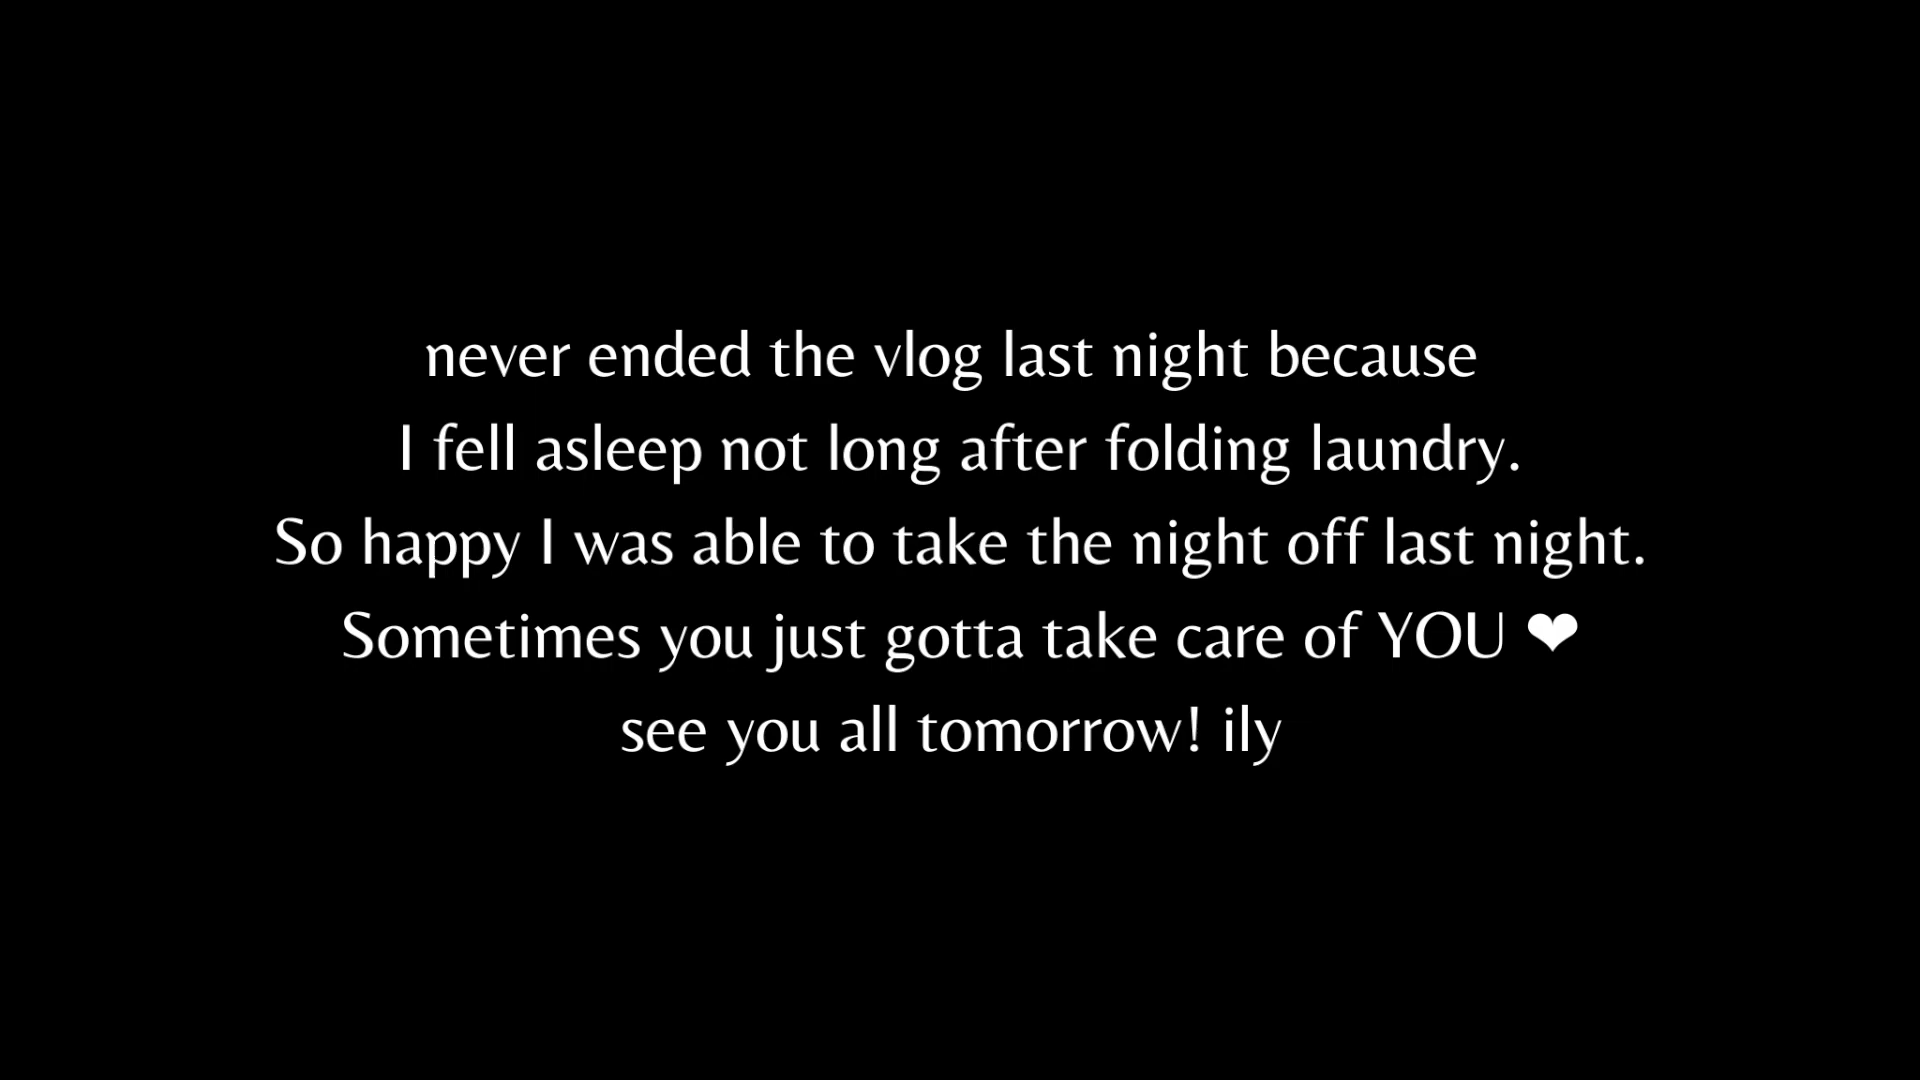 never ended the vlog last night because
I fell asleep not long after folding laundry.
So happy I was able to take the night off last night.
Sometimes you just gotta take care of YOU ❤
see you all tomorrow! ily